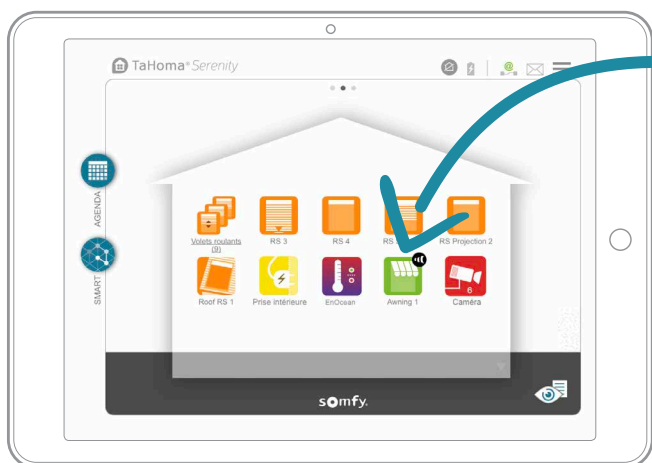 TaHoma® Serenity
@
AGENDA
SMART
Volets roulants
(9)
RS 3
RS 4
RS
RS Projection 2
Roof RS 1
Prise intérieure
EnOcean
Awning 1
Caméra
6
somfy.